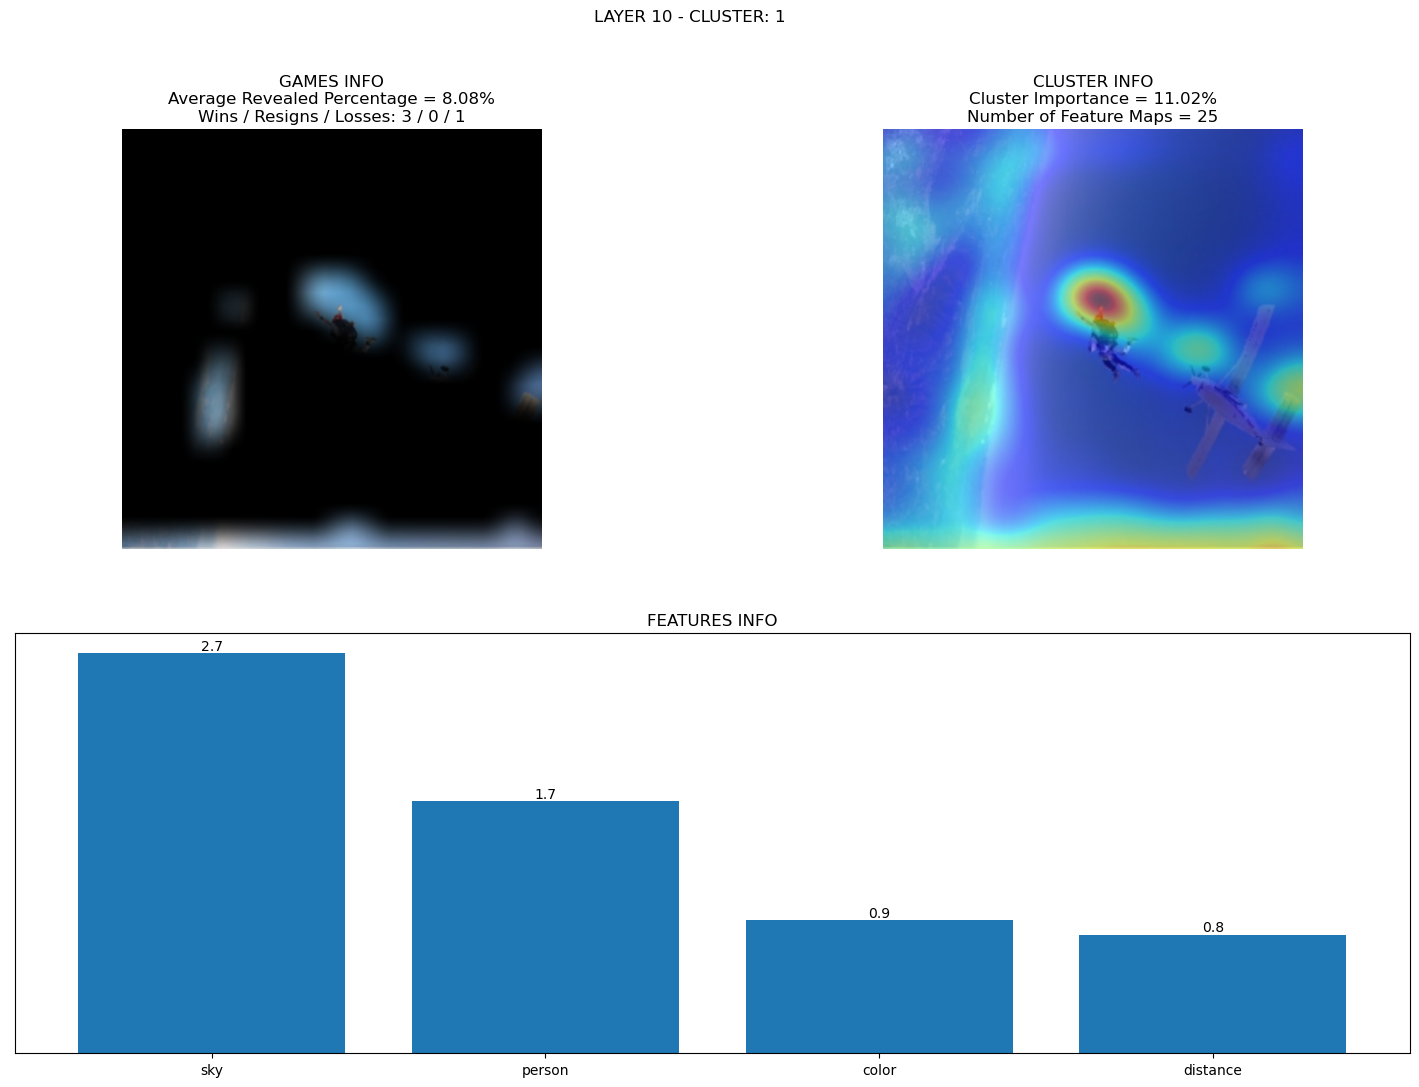 LAYER 10 - CLUSTER: 1
GAMES INFO
Average Revealed Percentage = 8.08%
Wins / Resigns / Losses: 3 / 0 / 1
CLUSTER INFO
Cluster Importance = 11.02%
Number of Feature Maps = 25
FEATURES INFO
2.7
1.7
0.9
0.8
sky
person
color
distance